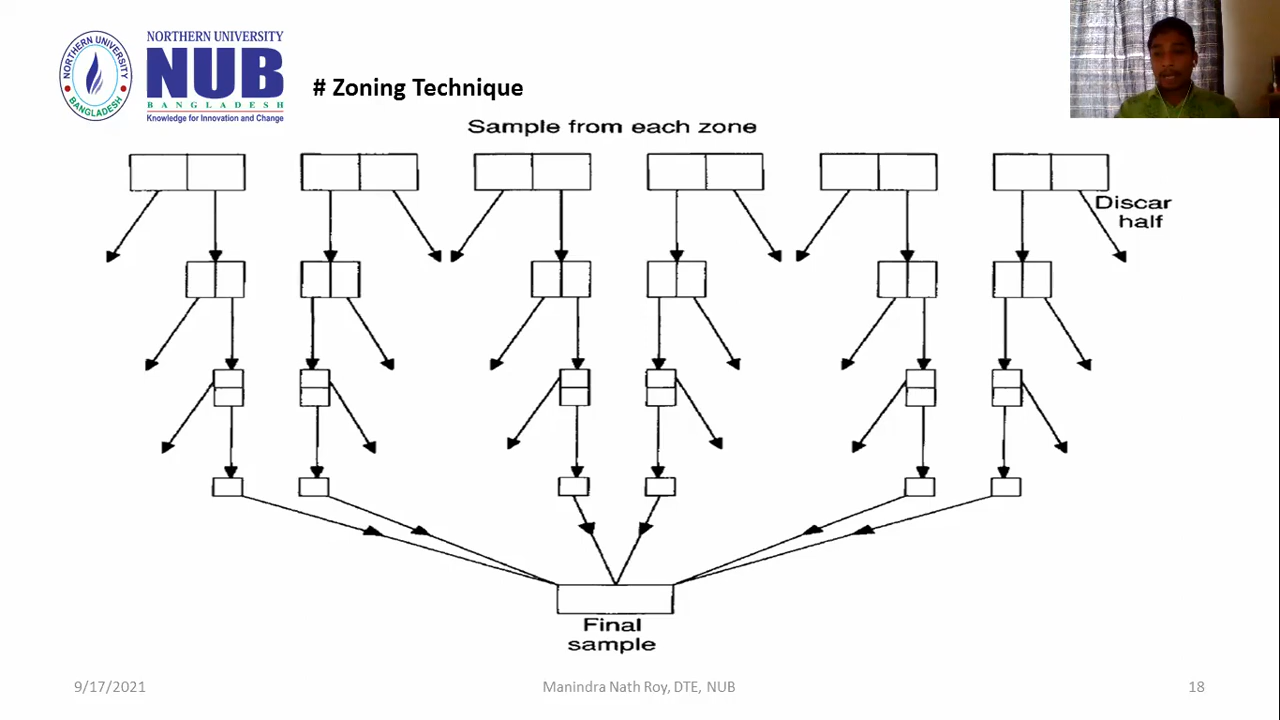 NORTHERN UNIVERSITY
BANGLADESH
NORTHERN UNIVERSITY
NUB
BANGLADESH
Knowledge for Innovation and Change
# Zoning Technique
Sample from each zone
Discar
half
Final
sample
9/17/2021
Manindra Nath Roy, DTE, NUB
18